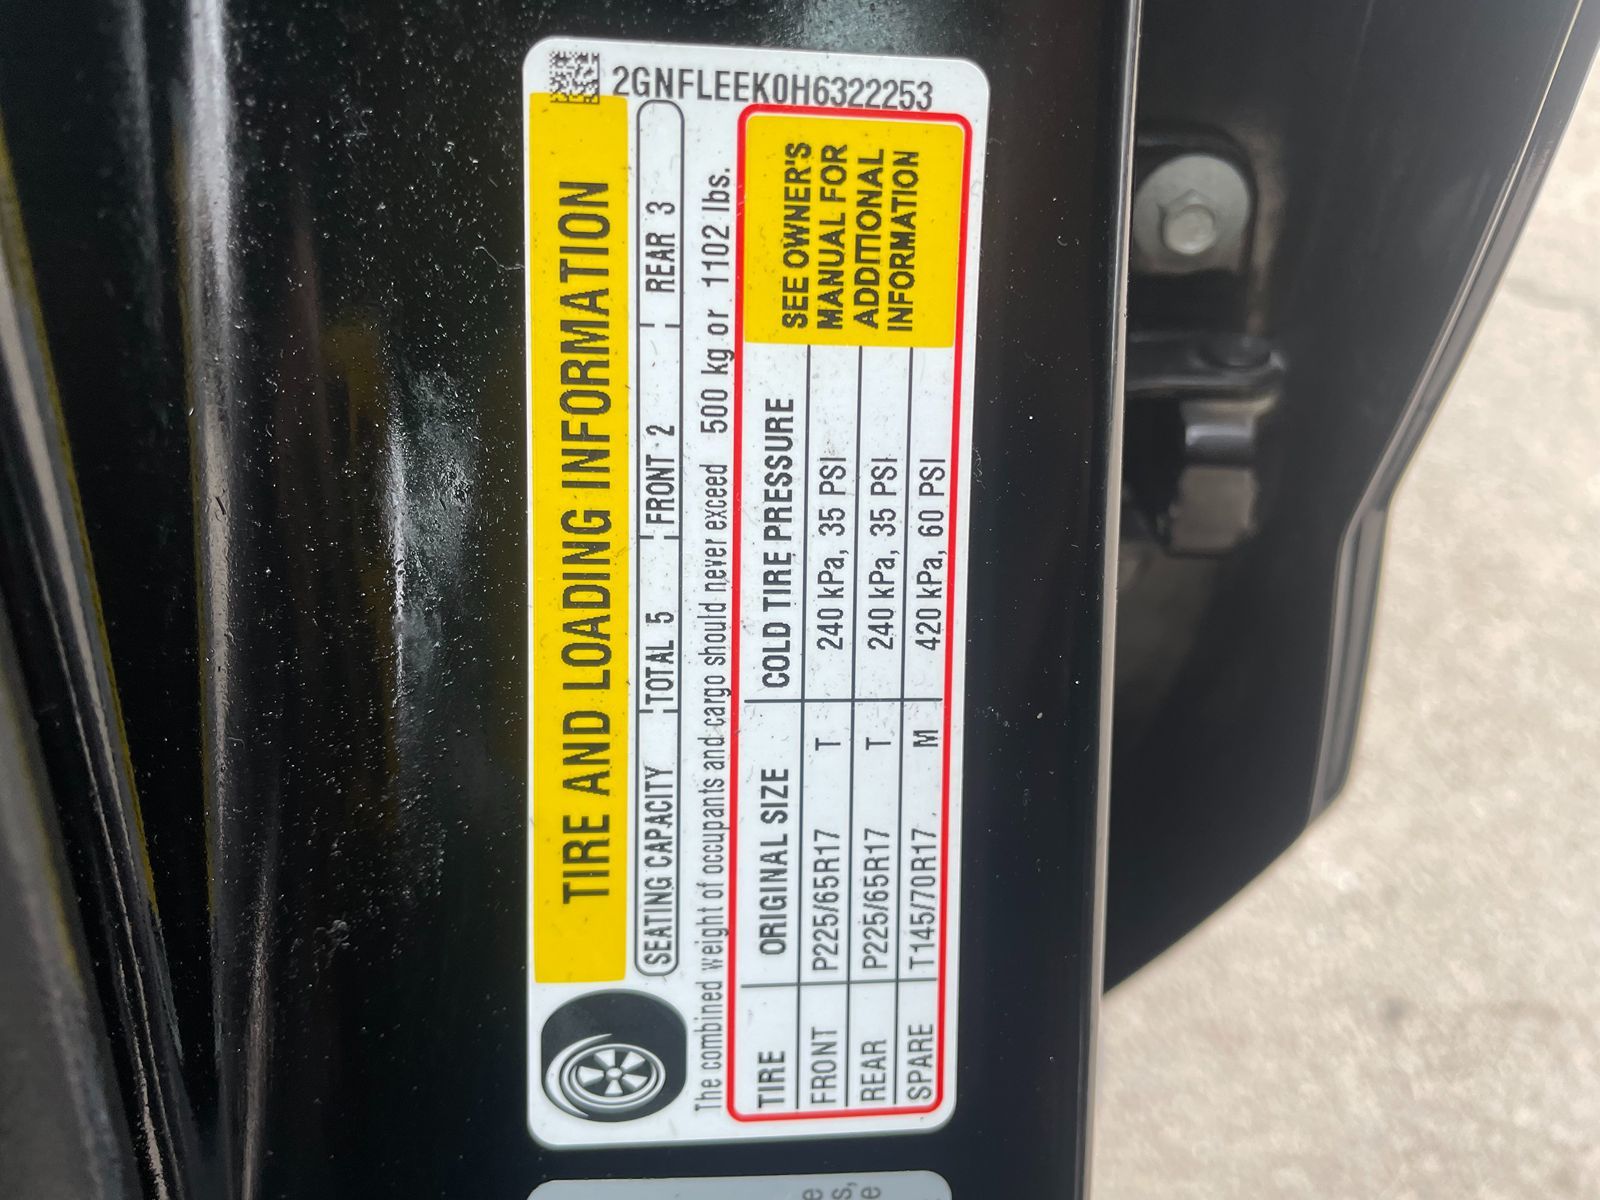 2GNFLEEK0H6322253
TIRE AND LOADING INFORMATION
SEATING CAPACITY TOTAL 5 FRONT 2 REAR 3
The combined weight of occupants and cargo should never exceed 500 kg or 1102 lbs.
TIRE ORIGINAL SIZE COLD TIRE PRESSURE
FRONT P225/65R17 T 240 kPa, 35 PSI
REAR P225/65R17 T 240 kPa, 35 PSI
SPARE T145/70R17 M 420 kPa, 60 PSI
SEE OWNER'S
MANUAL FOR
ADDITIONAL
INFORMATION